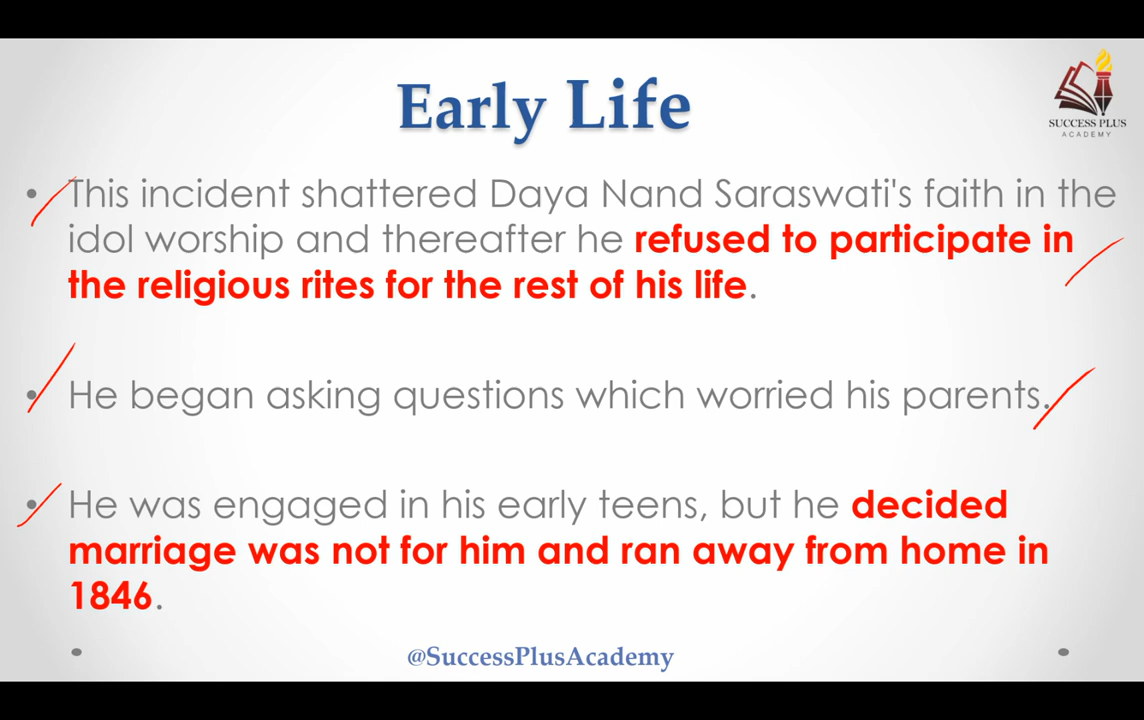 Early Life
SUCCESS PLUS
ACADEMY
• This incident shattered Daya Nand Saraswati's faith in the
idol worship and thereafter he refused to participate in
the religious rites for the rest of his life.
• He began asking questions which worried his parents.
• He was engaged in his early teens, but he decided
marriage was not for him and ran away from home in
1846.
@SuccessPlusAcademy